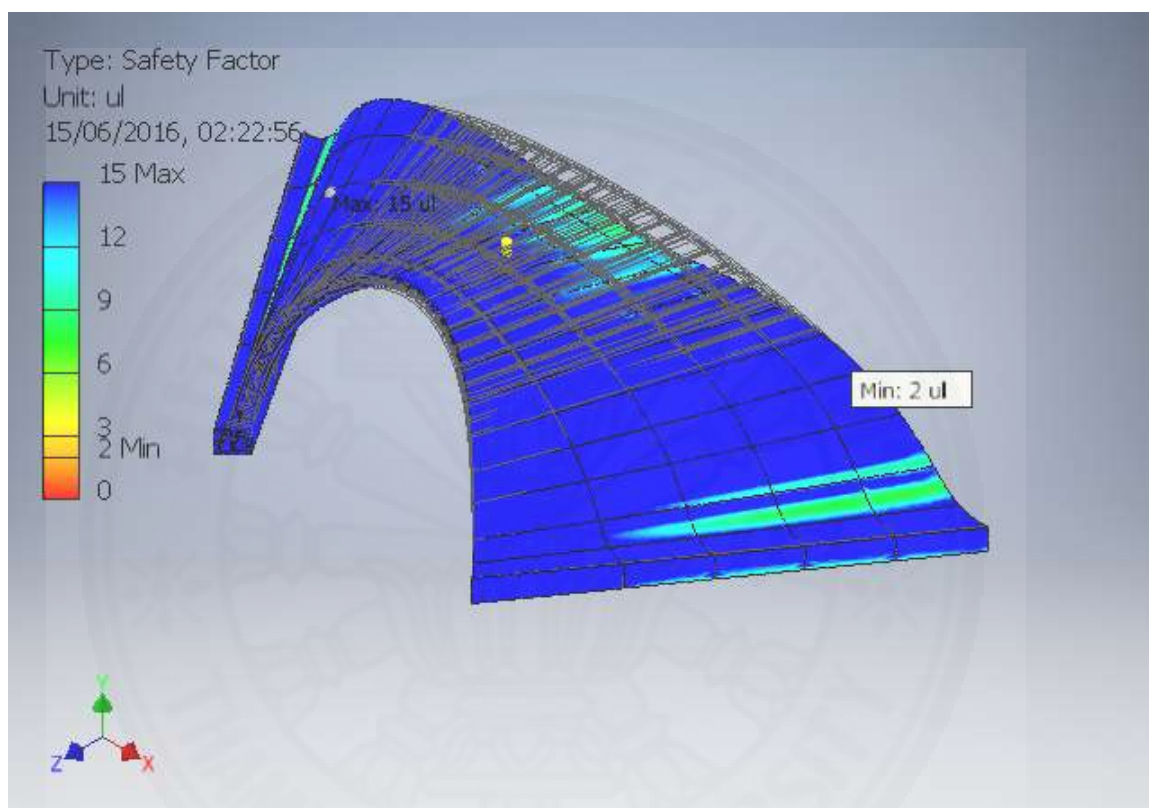 Type: Safety Factor
Unit: ul
15/06/2016, 02:22:56
15 Max
Max: 15 ul
12
9
6
3
2 Min
0
Min: 2 ul
Y
Z
X